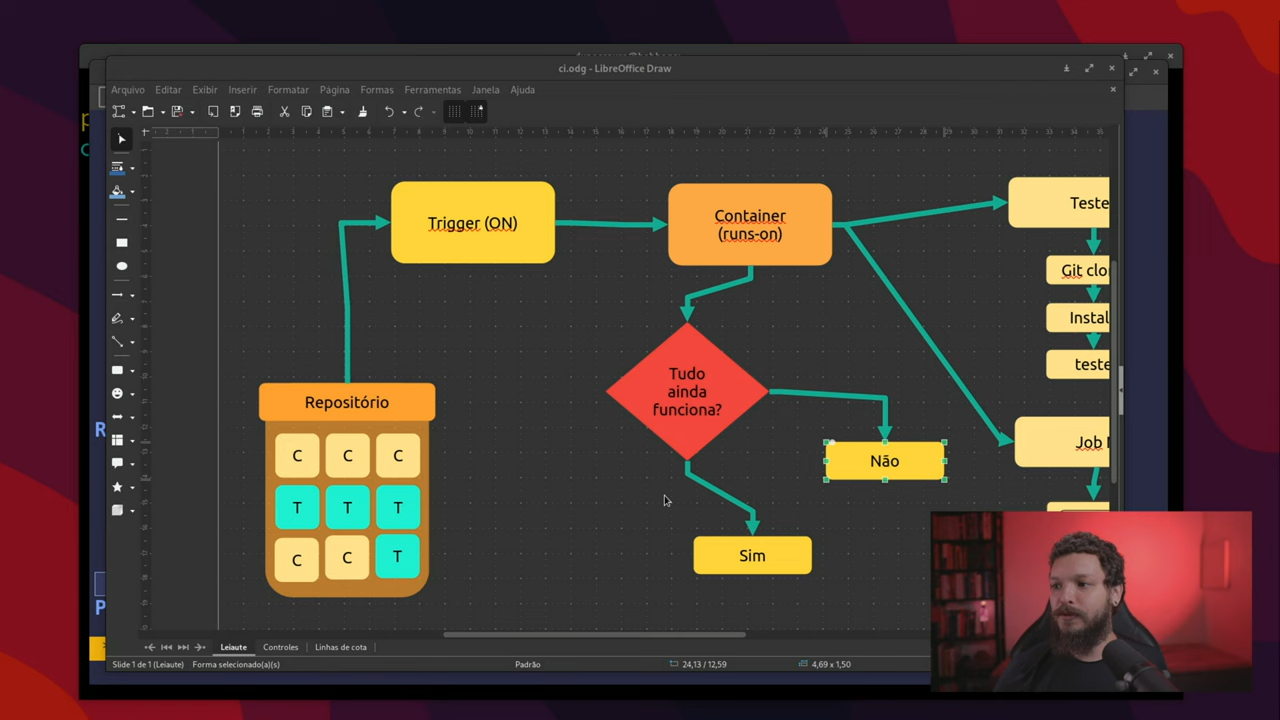 ci.odg - LibreOffice Draw
Arquivo Editar Exibir Inserir Formatar Página Formas Ferramentas Janela Ajuda
Trigger (ON)
Container
(runs-on)
Teste
Git clo
Instal
teste
Tudo
ainda
funciona?
Repositório
C C C
T T T
C C T
Não
Sim
Job
Leiaute Controles Linhas de cota
Slide 1 de 1 (Leiaute) Forma selecionado(a)(s) Padrão 24,13 / 12,59 4,69 x 1,50